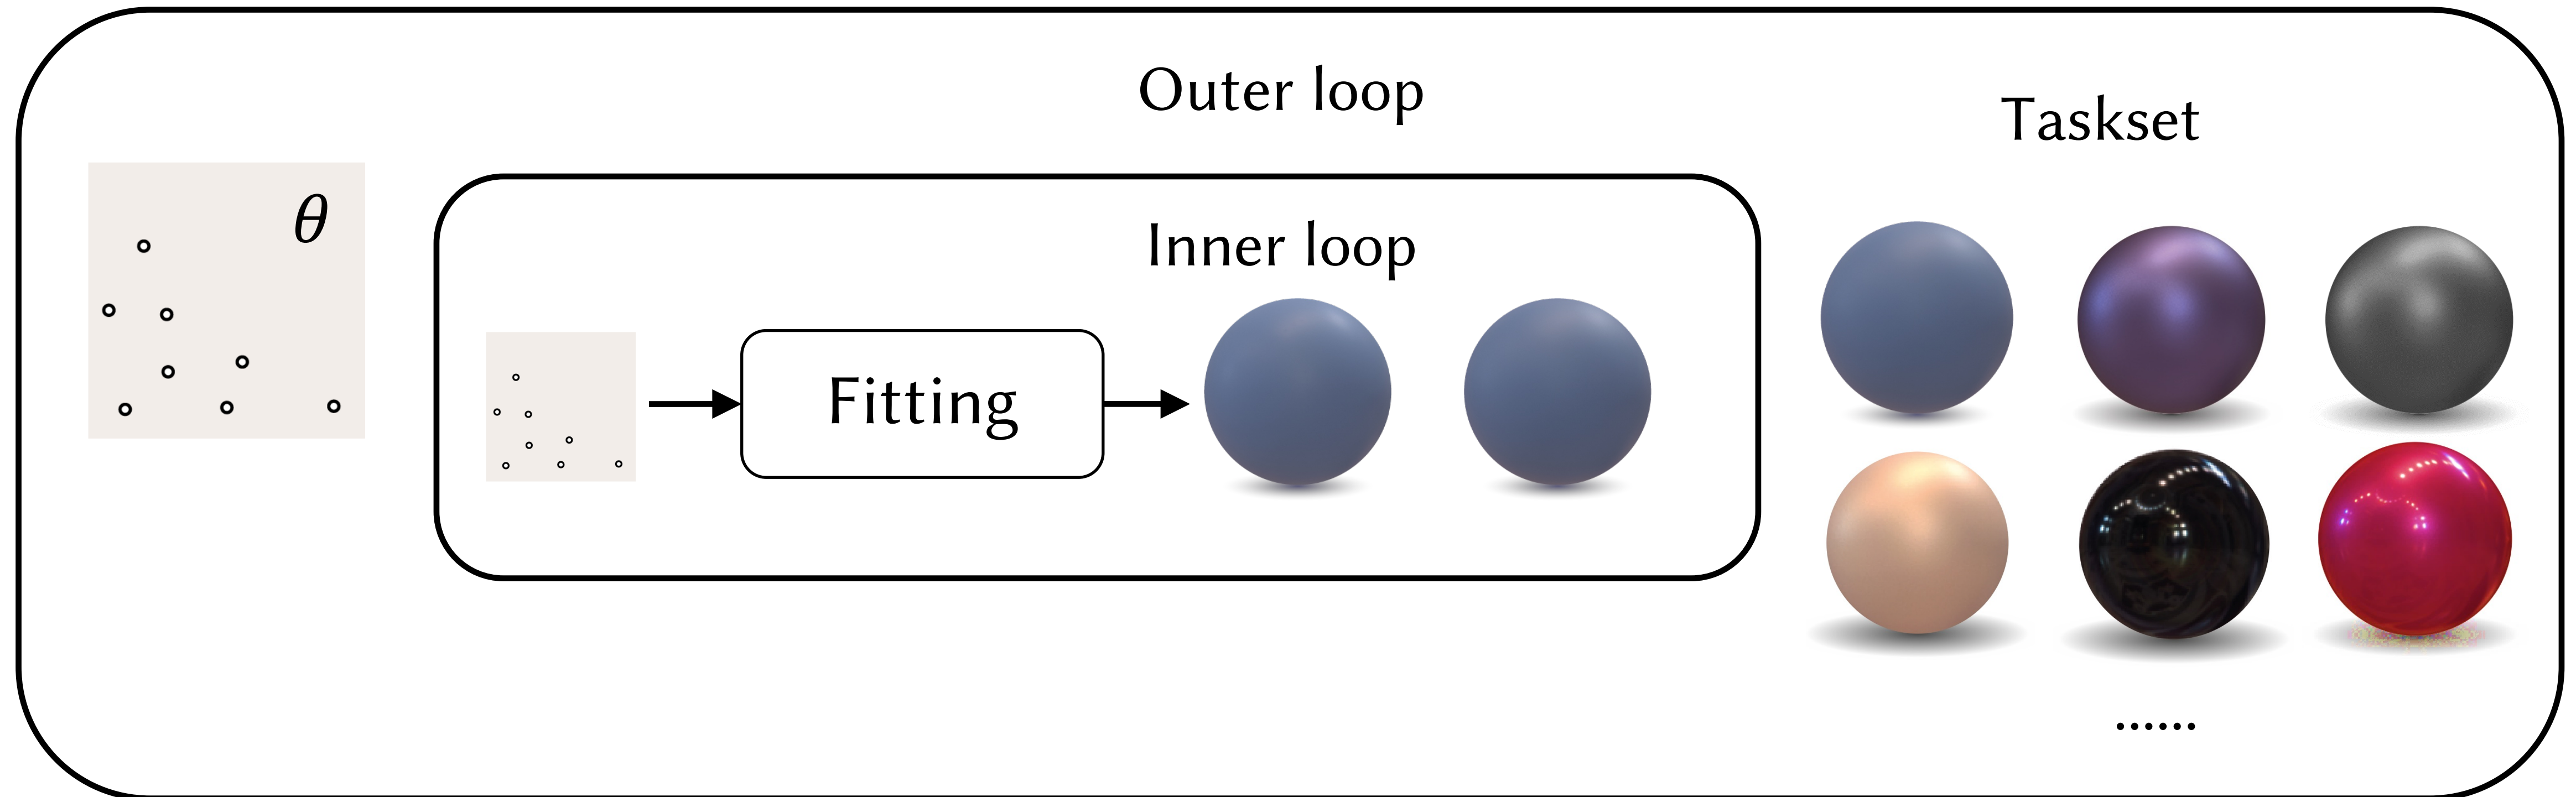 Outer loop
Taskset
θ
Inner loop
Fitting
......